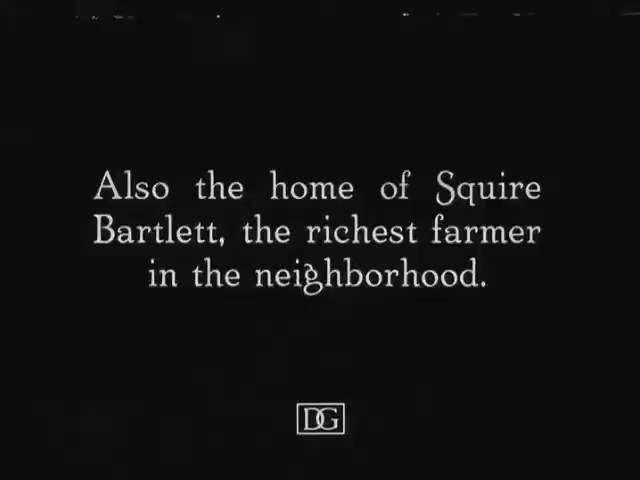 Also the home of Squire
Bartlett, the richest farmer
in the neighborhood.
DG